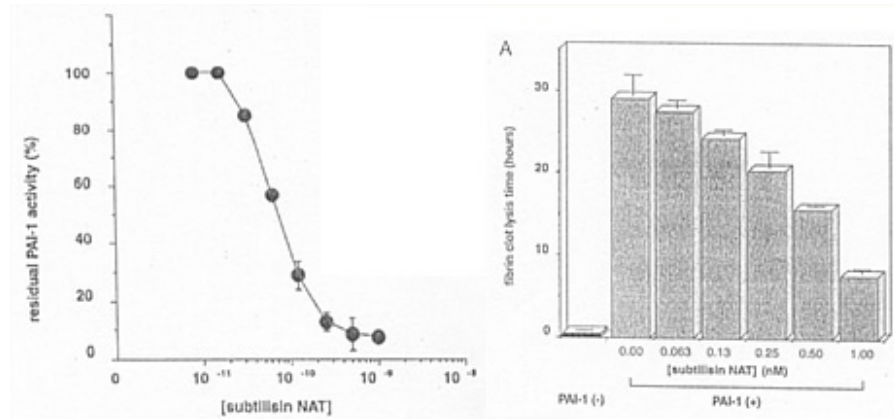 residual PAI-1 activity (%)
100
80
60
40
20
0
0
10⁻¹¹
10⁻¹⁰
10⁻⁹
10⁻⁸
[subtilisin NAT]
A
fibrin clot lysis time (hours)
30
20
10
0
0.00 0.063 0.13 0.25 0.50 1.00
[subtilisin NAT] (nM)
PAI-1 (-) PAI-1 (+)